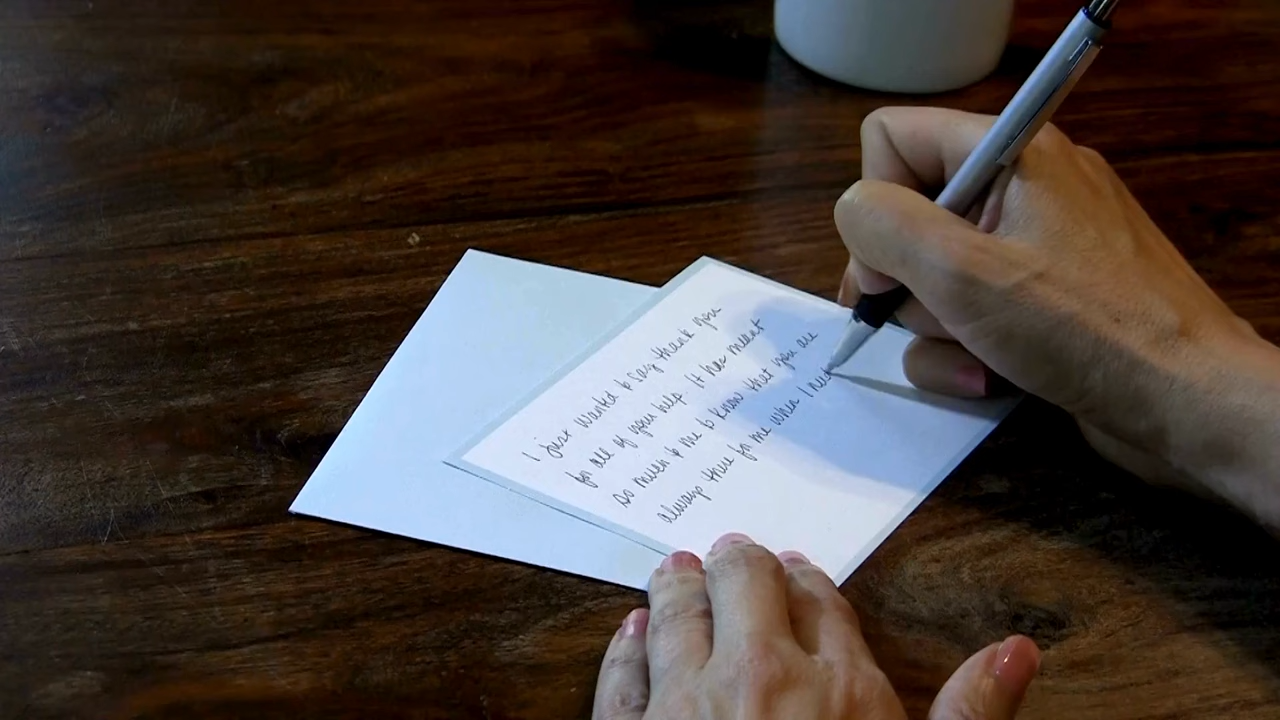 I just wanted to say thank you
for all of your help. It has meant
so much to me to know that you are
always there for me when I need